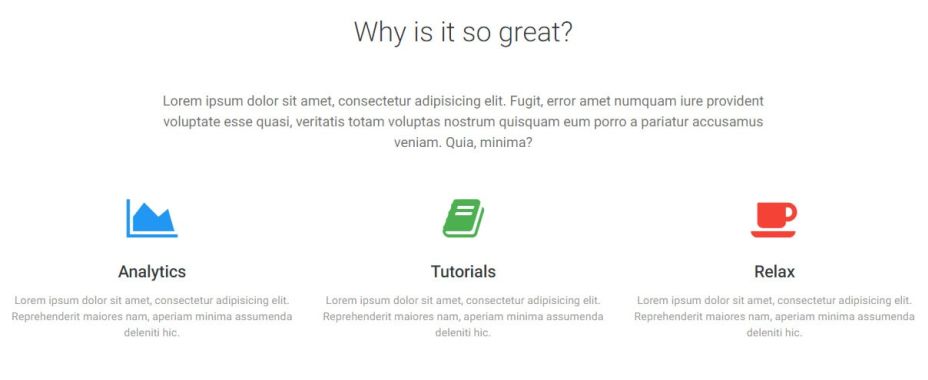 Why is it so great?
Lorem ipsum dolor sit amet, consectetur adipisicing elit. Fugit, error amet numquam iure provident
voluptate esse quasi, veritatis totam voluptas nostrum quisquam eum porro a pariatur accusamus
veniam. Quia, minima?
Analytics
Lorem ipsum dolor sit amet, consectetur adipisicing elit.
Reprehenderit maiores nam, aperiam minima assumenda
deleniti hic.
Tutorials
Lorem ipsum dolor sit amet, consectetur adipisicing elit.
Reprehenderit maiores nam, aperiam minima assumenda
deleniti hic.
Relax
Lorem ipsum dolor sit amet, consectetur adipisicing elit.
Reprehenderit maiores nam, aperiam minima assumenda
deleniti hic.